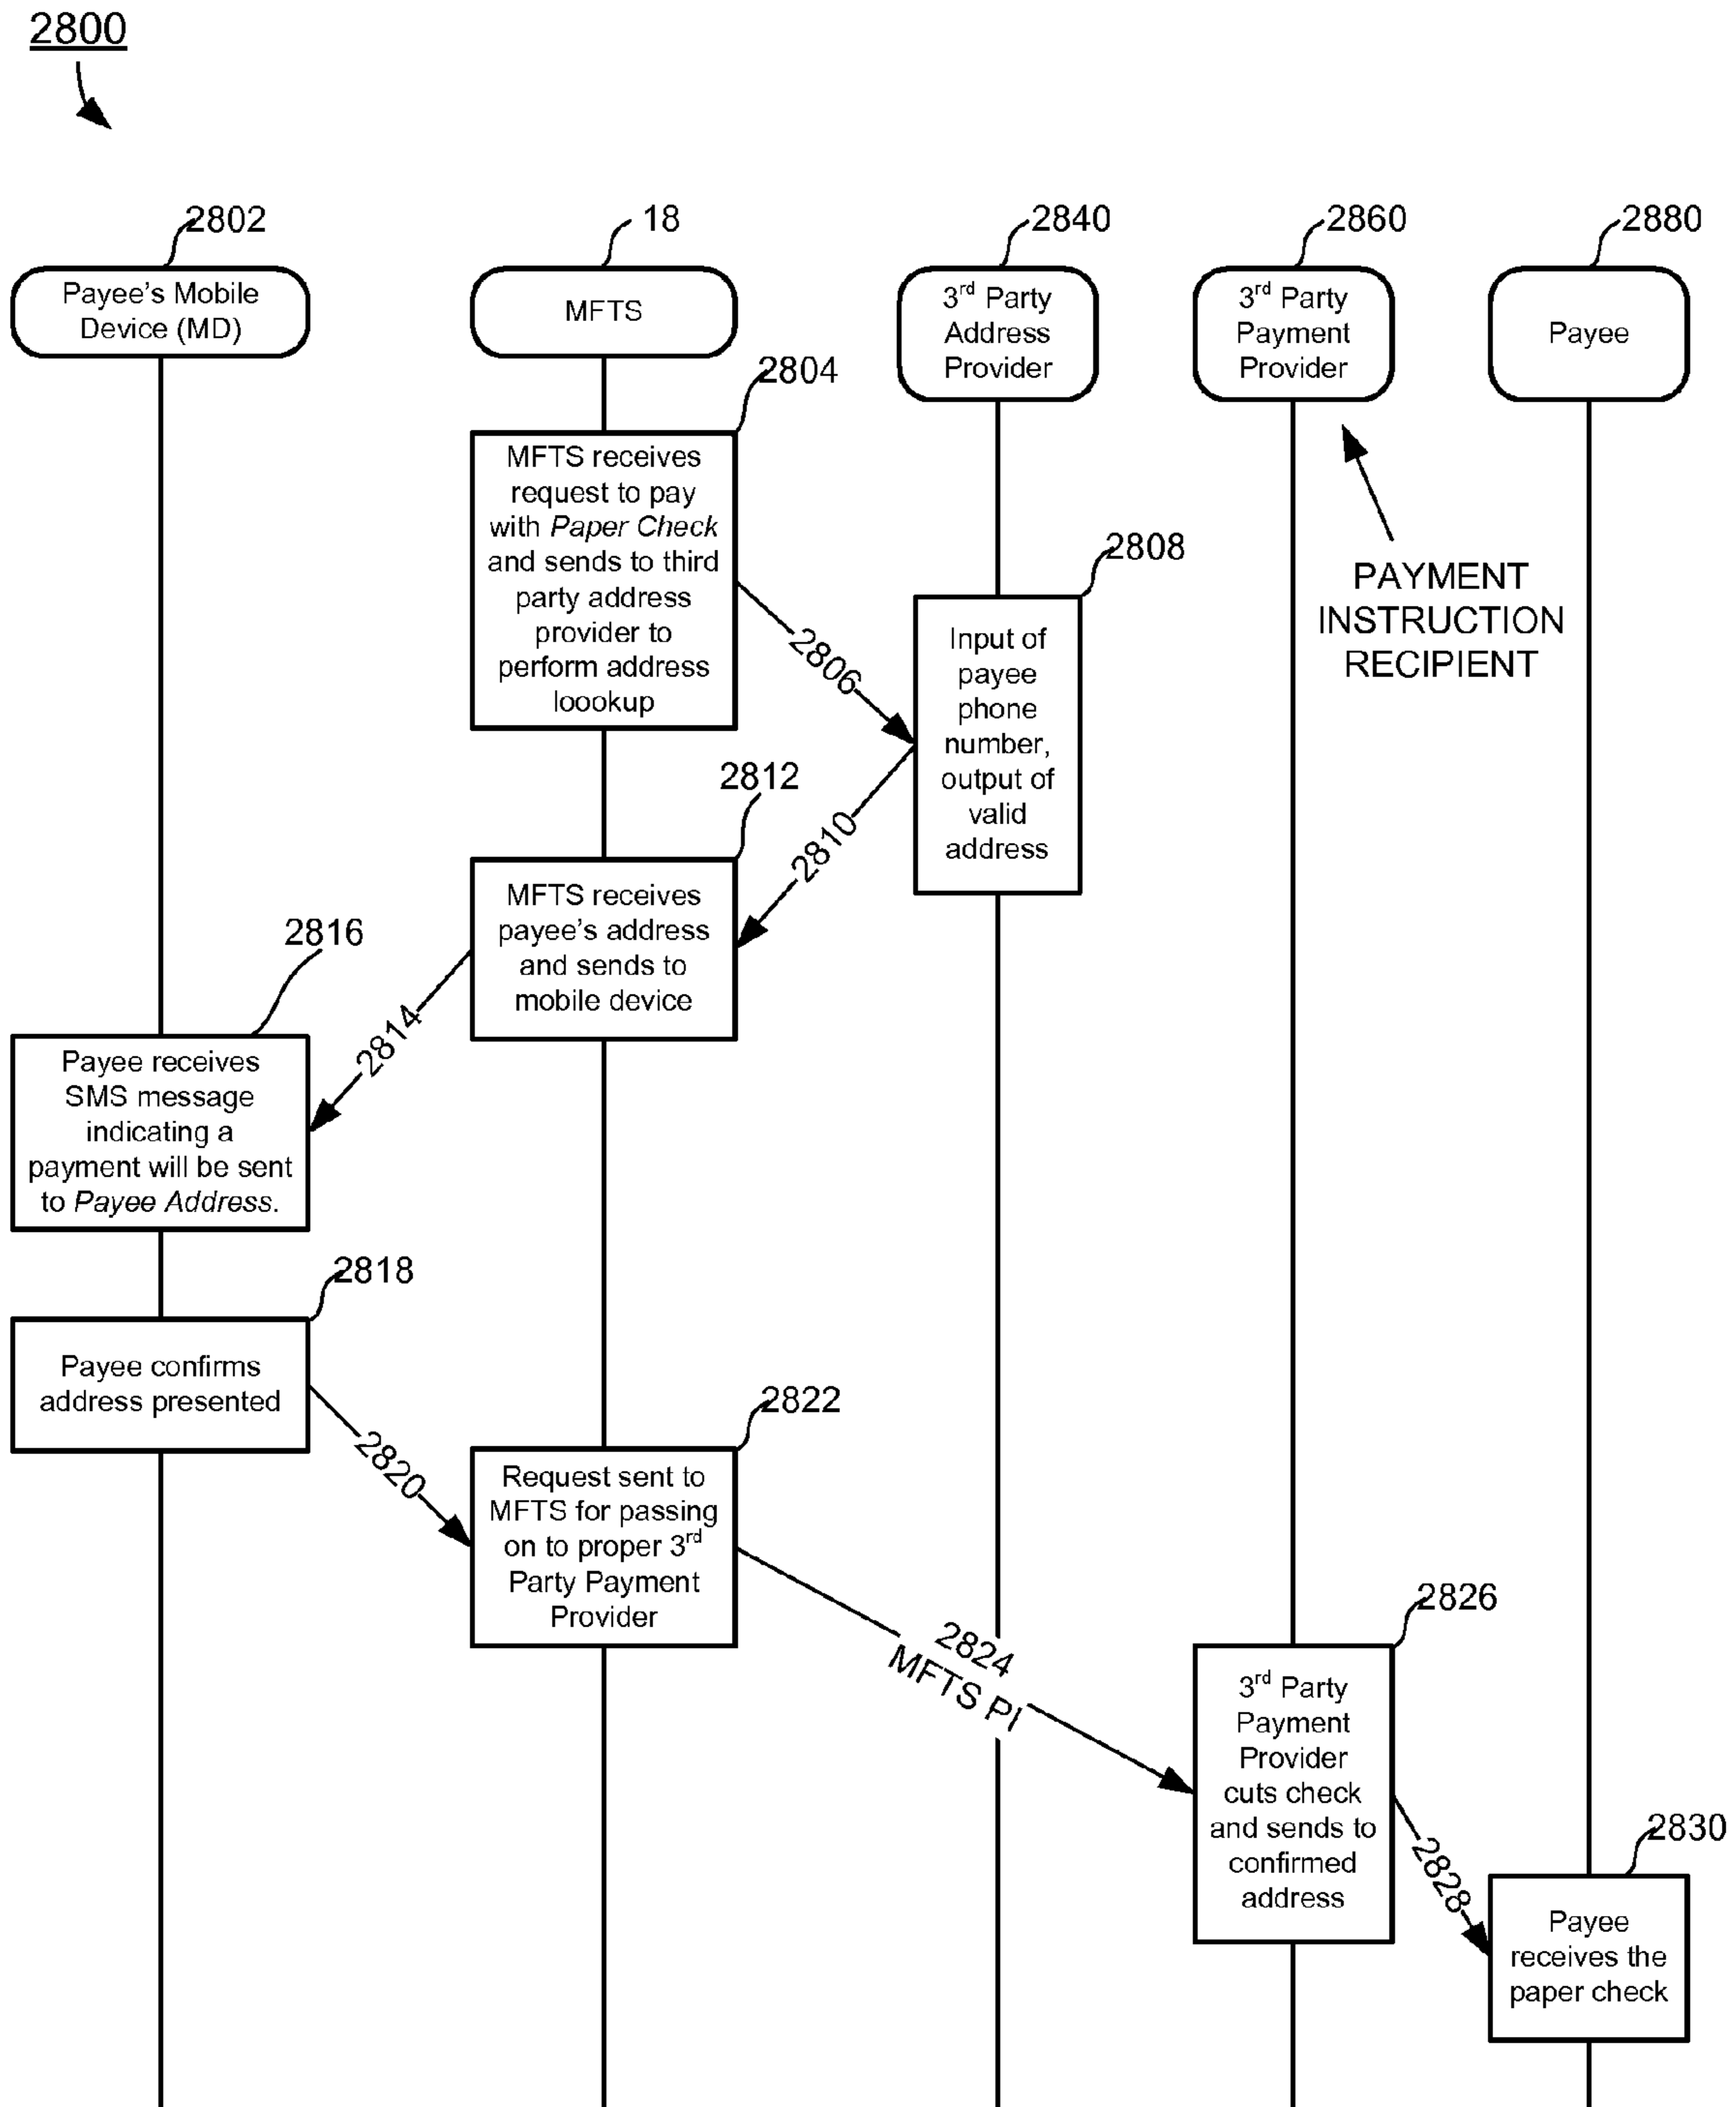 2800
2802
18
2840
2860
2880
Payee's Mobile
Device (MD)
MFTS
3rd Party
Address
Provider
3rd Party
Payment
Provider
Payee
2804
MFTS receives
request to pay
with Paper Check
and sends to third
party address
provider to
perform address
loookup
2806
2808
Input of
payee
phone
number,
output of
valid
address
PAYMENT
INSTRUCTION
RECIPIENT
2810
2812
MFTS receives
payee's address
and sends to
mobile device
2814
2816
Payee receives
SMS message
indicating a
payment will be sent
to Payee Address.
2818
Payee confirms
address presented
2820
2822
Request sent to
MFTS for passing
on to proper 3rd
Party Payment
Provider
2824
MFTS PI
2826
3rd Party
Payment
Provider
cuts check
and sends to
confirmed
address
2828
2830
Payee
receives the
paper check